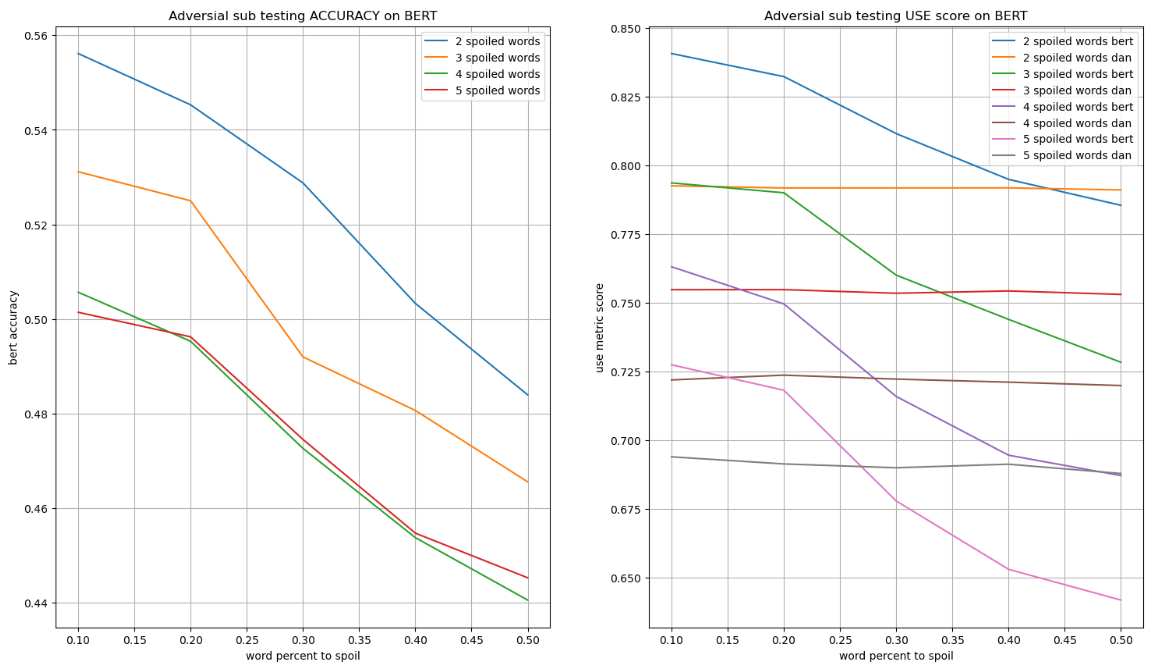 Adversial sub testing ACCURACY on BERT
0.56
0.54
0.52
0.50
0.48
0.46
0.44
bert accuracy
0.10
0.15
0.20
0.25
0.30
0.35
0.40
0.45
0.50
word percent to spoil
2 spoiled words
3 spoiled words
4 spoiled words
5 spoiled words
Adversial sub testing USE score on BERT
0.850
0.825
0.800
0.775
0.750
0.725
0.700
0.675
0.650
use metric score
0.10
0.15
0.20
0.25
0.30
0.35
0.40
0.45
0.50
word percent to spoil
2 spoiled words bert
2 spoiled words dan
3 spoiled words bert
3 spoiled words dan
4 spoiled words bert
4 spoiled words dan
5 spoiled words bert
5 spoiled words dan